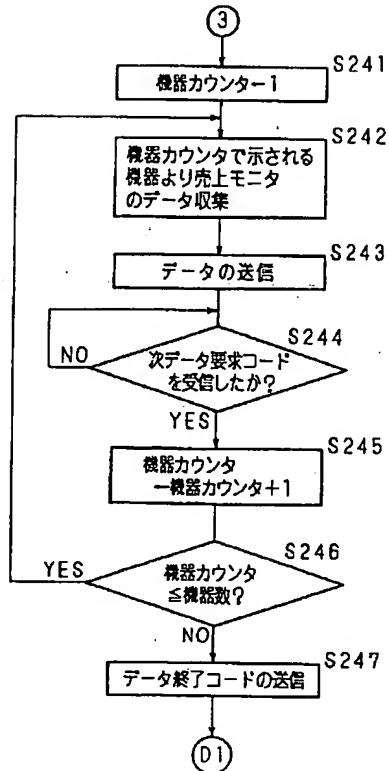 3
S241
機器カウンタ←1
S242
機器カウンタで示される
機器より売上モニタ
のデータ収集
S243
データの送信
S244
NO
次データ要求コード
を受信したか?
YES
S245
機器カウンタ
←機器カウンタ+1
S246
YES
機器カウンタ
≦機器数?
NO
S247
データ終了コードの送信
D1